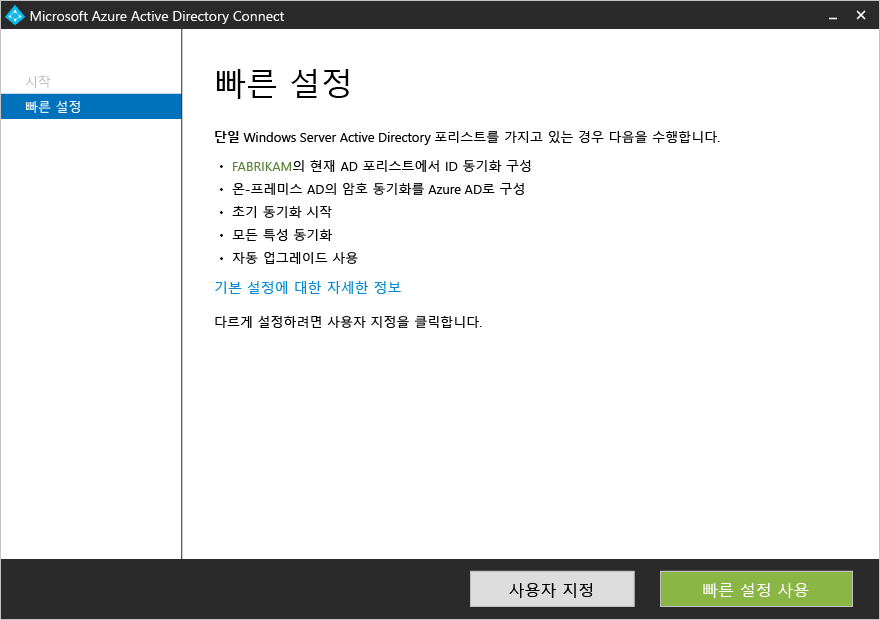 Microsoft Azure Active Directory Connect
시작
빠른 설정
빠른 설정
단일 Windows Server Active Directory 포리스트를 가지고 있는 경우 다음을 수행합니다.
• FABRIKAM의 현재 AD 포리스트에서 ID 동기화 구성
• 온-프레미스 AD의 암호 동기화를 Azure AD로 구성
• 초기 동기화 시작
• 모든 특성 동기화
• 자동 업그레이드 사용
기본 설정에 대한 자세한 정보
다르게 설정하려면 사용자 지정을 클릭합니다.
사용자 지정
빠른 설정 사용